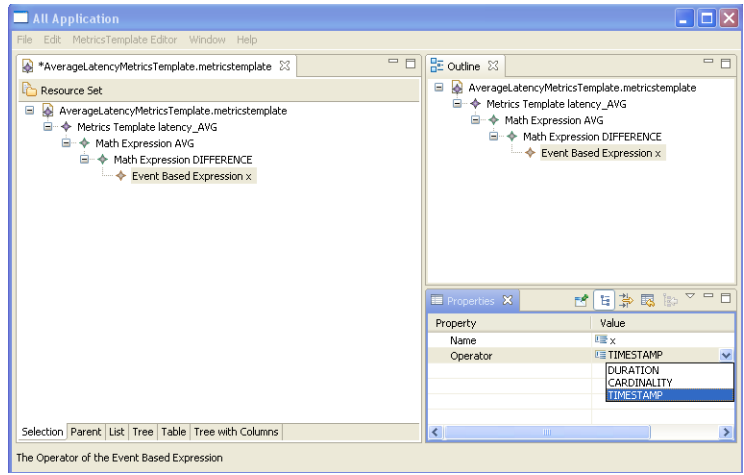 All Application
File Edit MetricsTemplate Editor Window Help
*AverageLatencyMetricsTemplate.metricstemplate
Resource Set
AverageLatencyMetricsTemplate.metricstemplate
Metrics Template latency_AVG
Math Expression AVG
Math Expression DIFFERENCE
Event Based Expression x
Selection Parent List Tree Table Tree with Columns
Outline
AverageLatencyMetricsTemplate.metricstemplate
Metrics Template latency_AVG
Math Expression AVG
Math Expression DIFFERENCE
Event Based Expression x
Properties
Property Value
Name x
Operator TIMESTAMP
DURATION
CARDINALITY
TIMESTAMP
The Operator of the Event Based Expression